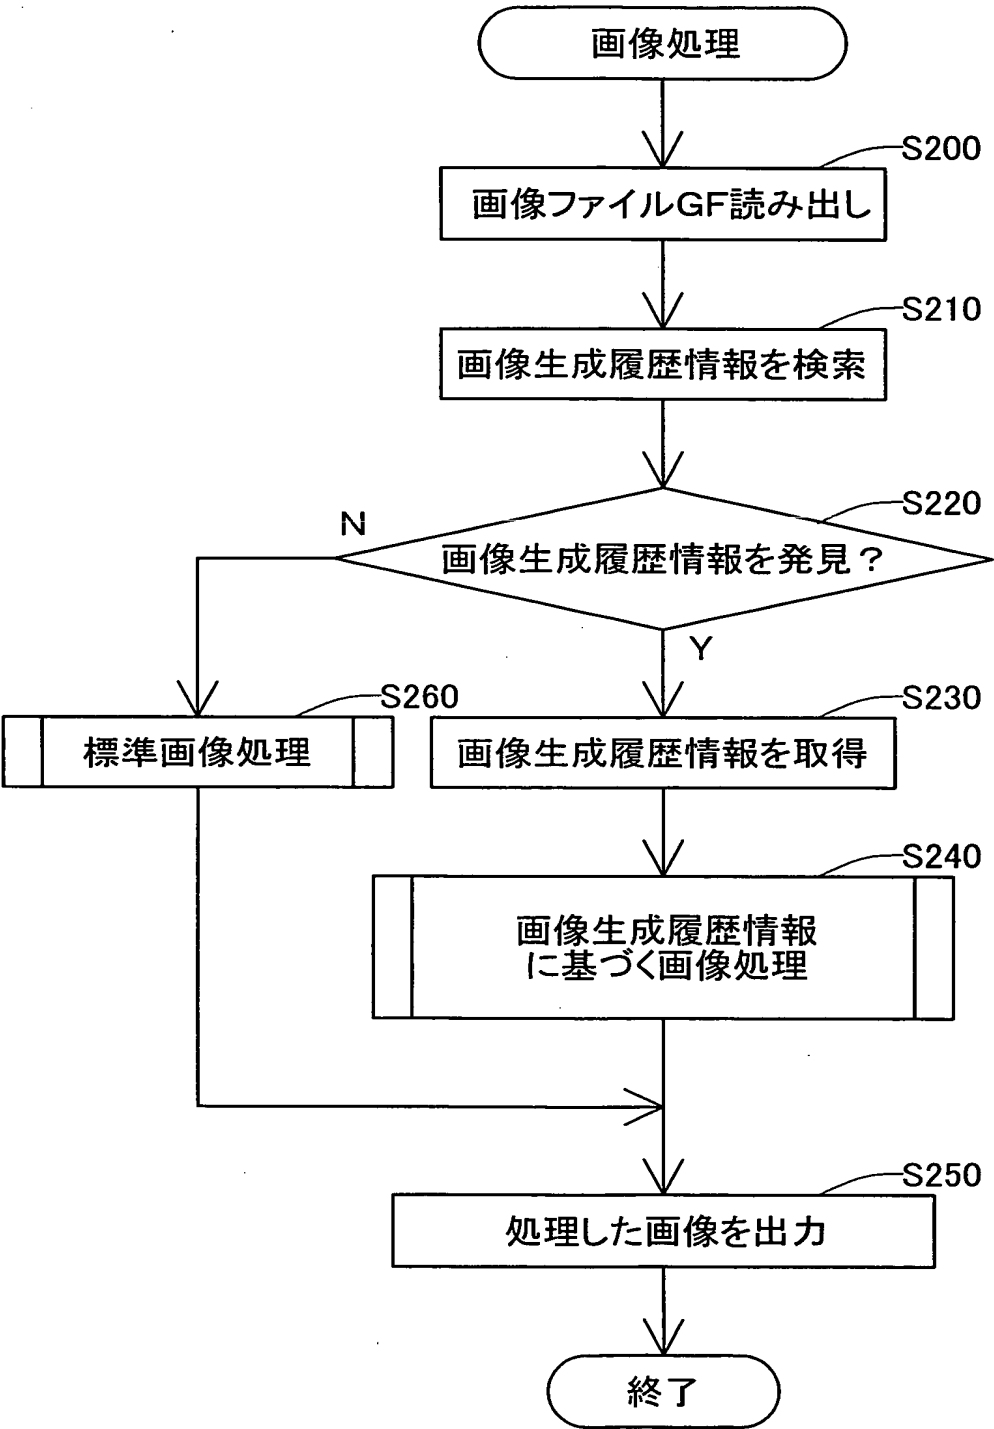 画像処理
S200
画像ファイルGF読み出し
S210
画像生成履歴情報を検索
S220
画像生成履歴情報を発見？
N
Y
S260
標準画像処理
S230
画像生成履歴情報を取得
S240
画像生成履歴情報
に基づく画像処理
S250
処理した画像を出力
終了